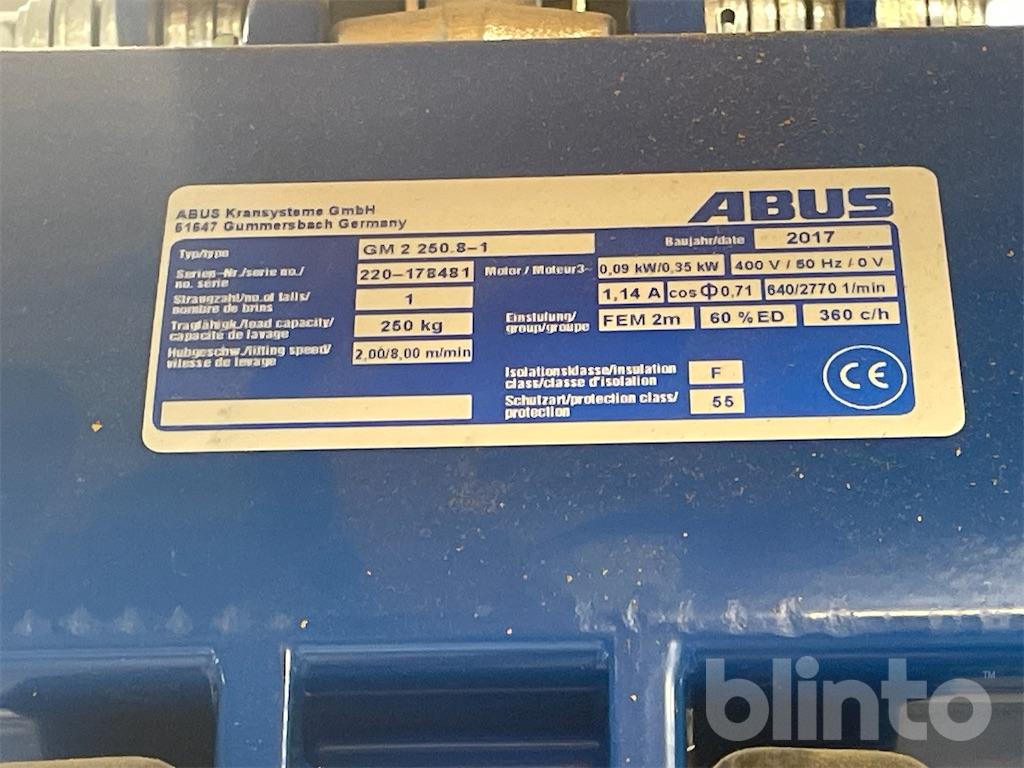 ABUS Kransysteme GmbH
51647 Gummersbach Germany
ABUS
Typ/type GM 2 250.8-1 Baujahr/date 2017
Serien-Nr./serie no./ 220-178481 Motor / Moteur3~ 0,09 kW/0,35 kW 400 V / 50 Hz / 0 V
no. série
1,14 A cos Φ 0,71 640/2770 1/min
Strangzahl/no.of falls/ 1
nombre de brins
Tragfähigk./load capacity/ 250 kg Einstufung/ FEM 2m 60 %ED 360 c/h
capacité de lavage group/groupe
Hubgeschw./lifting speed/ 2,00/8,00 m/min
vitesse de levage
Isolationsklasse/insulation F
class/classe d'isolation
Schutzart/protection class/ 55
protection
CE
blinto™